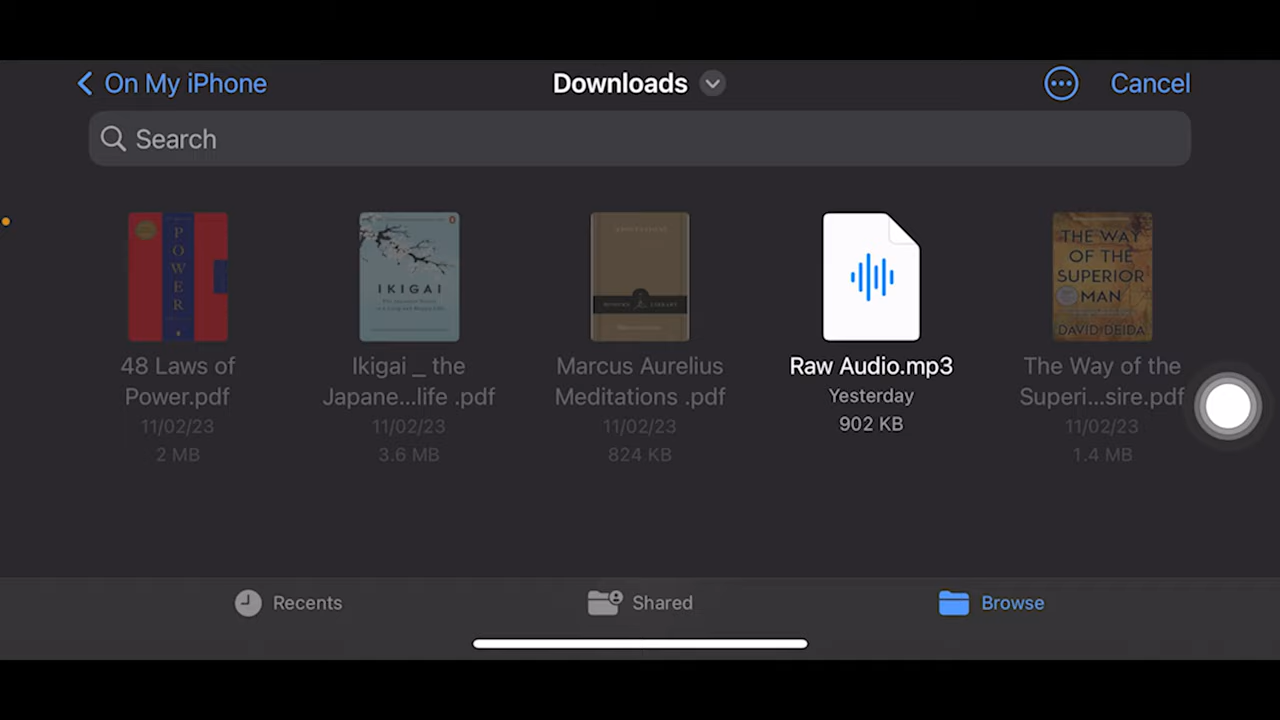 On My iPhone
Downloads
Cancel
Search
POWER
IKIGAI
THE WAY
OF THE
SUPERIOR
MAN
DAVID DEIDA
48 Laws of
Power.pdf
11/02/23
2 MB
Ikigai _ the
Japane...life .pdf
11/02/23
3.6 MB
Marcus Aurelius
Meditations .pdf
11/02/23
824 KB
Raw Audio.mp3
Yesterday
902 KB
The Way of the
Superi...sire.pdf
11/02/23
1.4 MB
Recents
Shared
Browse